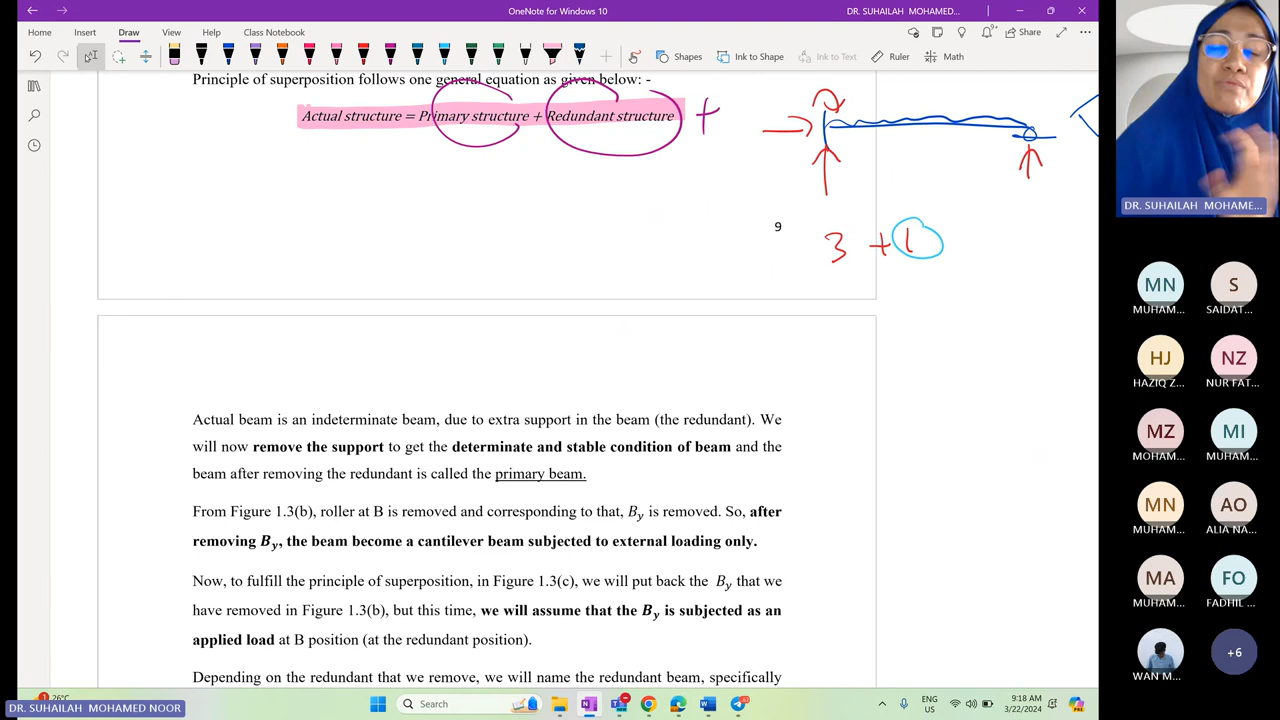 OneNote for Windows 10
DR. SUHAILAH MOHAMED...
Home Insert Draw View Help Class Notebook
Shapes Ink to Shape Ink to Text Ruler Math Share
Principle of superposition follows one general equation as given below: -
Actual structure = Primary structure + Redundant structure +
9
3 + 1
Actual beam is an indeterminate beam, due to extra support in the beam (the redundant). We
will now remove the support to get the determinate and stable condition of beam and the
beam after removing the redundant is called the primary beam.
From Figure 1.3(b), roller at B is removed and corresponding to that, By is removed. So, after
removing By, the beam become a cantilever beam subjected to external loading only.
Now, to fulfill the principle of superposition, in Figure 1.3(c), we will put back the By that we
have removed in Figure 1.3(b), but this time, we will assume that the By is subjected as an
applied load at B position (at the redundant position).
Depending on the redundant that we remove, we will name the redundant beam, specifically
DR. SUHAILAH MOHAME...
MN S
MUHAM... SAIDAT...
HJ NZ
HAZIQ Z... NUR FAT...
MZ MI
MOHAM... MUHAM...
MN AO
MUHAM... ALIA NA...
MA FO
MUHAM... FADHIL ...
+6
WAN M...
26°C
DR. SUHAILAH MOHAMED NOOR
Search
ENG
US
9:18 AM
3/22/2024